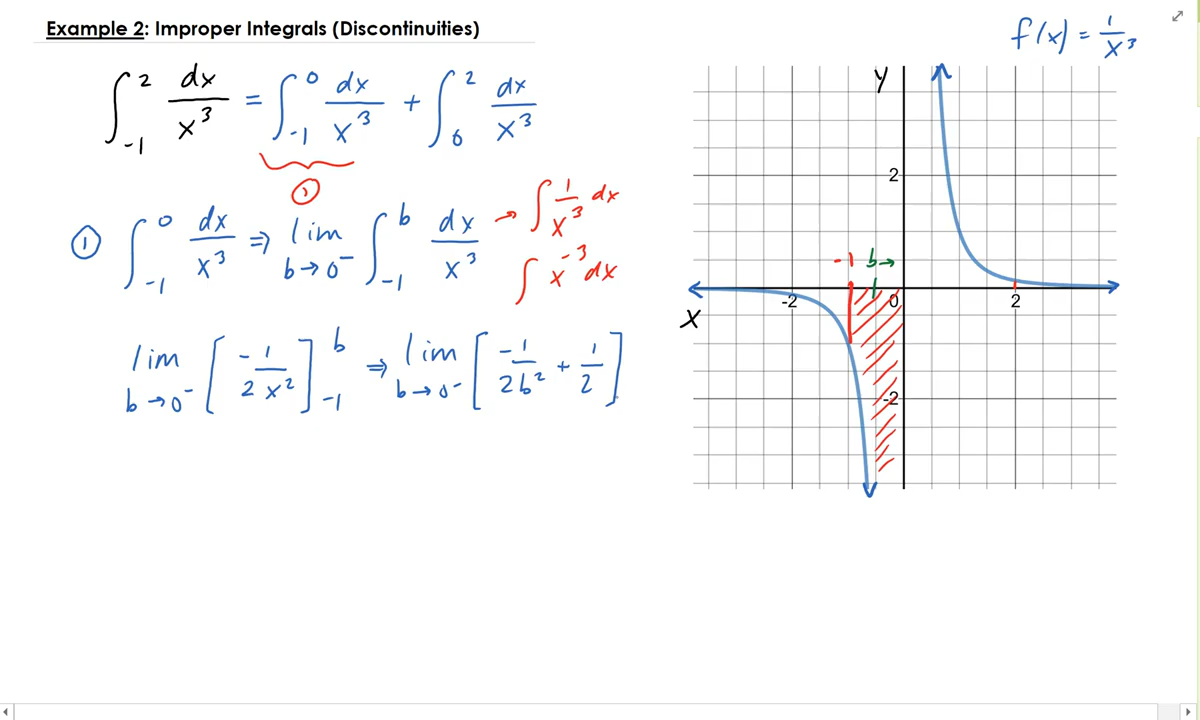 Example 2: Improper Integrals (Discontinuities)
f(x) = 1/x³
∫₋₁² dx/x³ = ∫₋₁⁰ dx/x³ + ∫₀² dx/x³
①
① ∫₋₁⁰ dx/x³ ⇒ lim b→0⁻ ∫₋₁ᵇ dx/x³ → ∫ 1/x³ dx
∫ x⁻³ dx
lim b→0⁻ [-1/2x²]₋₁ᵇ ⇒ lim b→0⁻ [-1/2b² + 1/2]
y
2
-1 b→
-2 0 2
x
-2